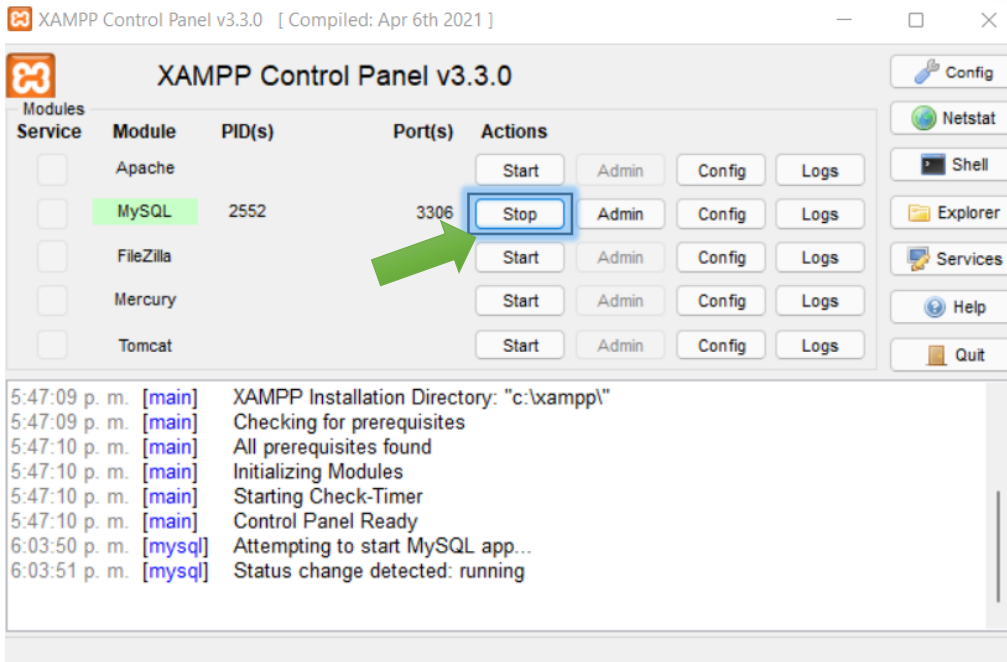 XAMPP Control Panel v3.3.0 [ Compiled: Apr 6th 2021 ]
XAMPP Control Panel v3.3.0
Config
Modules
Service Module PID(s) Port(s) Actions
Netstat
Apache Start Admin Config Logs
Shell
MySQL 2552 3306 Stop Admin Config Logs
Explorer
FileZilla Start Admin Config Logs
Services
Mercury Start Admin Config Logs
Help
Tomcat Start Admin Config Logs
Quit
5:47:09 p. m. [main] XAMPP Installation Directory: "c:\xampp\"
5:47:09 p. m. [main] Checking for prerequisites
5:47:10 p. m. [main] All prerequisites found
5:47:10 p. m. [main] Initializing Modules
5:47:10 p. m. [main] Starting Check-Timer
5:47:10 p. m. [main] Control Panel Ready
6:03:50 p. m. [mysql] Attempting to start MySQL app...
6:03:51 p. m. [mysql] Status change detected: running